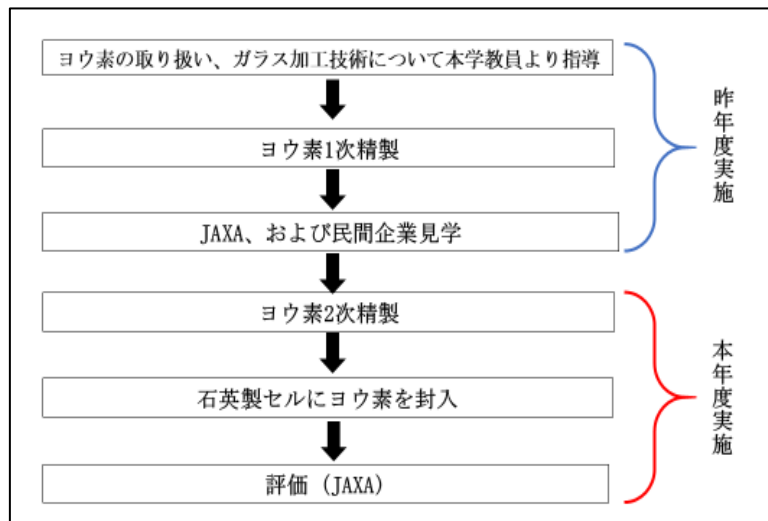 ヨウ素の取り扱い、ガラス加工技術について本学教員より指導
ヨウ素1次精製
JAXA、および民間企業見学
昨年度実施
ヨウ素2次精製
石英製セルにヨウ素を封入
評価（JAXA）
本年度実施